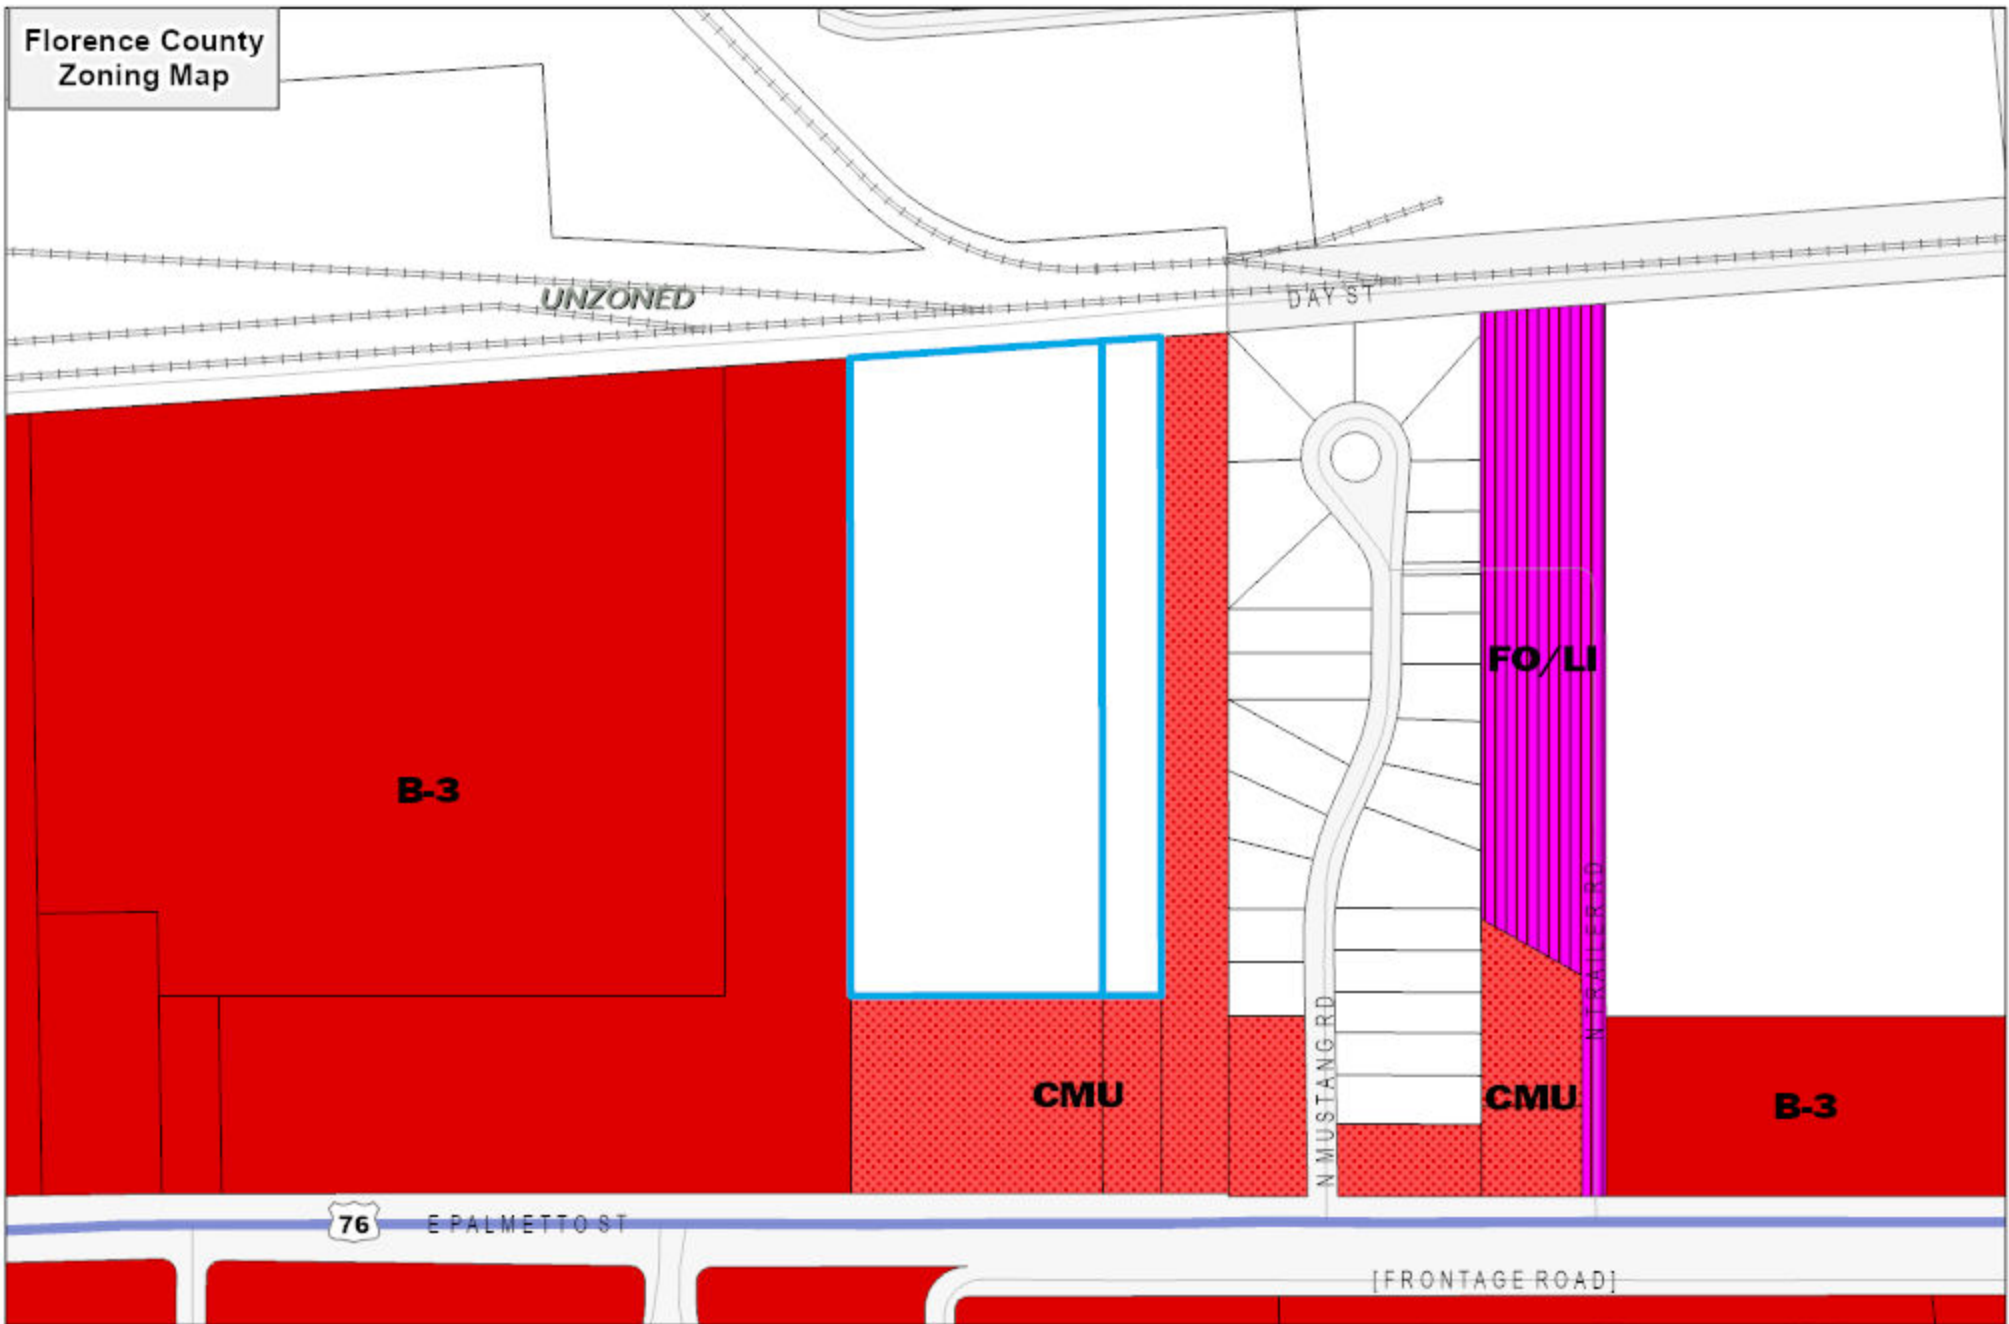 Florence County
Zoning Map
UNZONED
DAY ST
FO/LI
B-3
N TRAILER RD
N MUSTANG RD
CMU
CMU
B-3
76
E PALMETTO ST
[FRONTAGE ROAD]